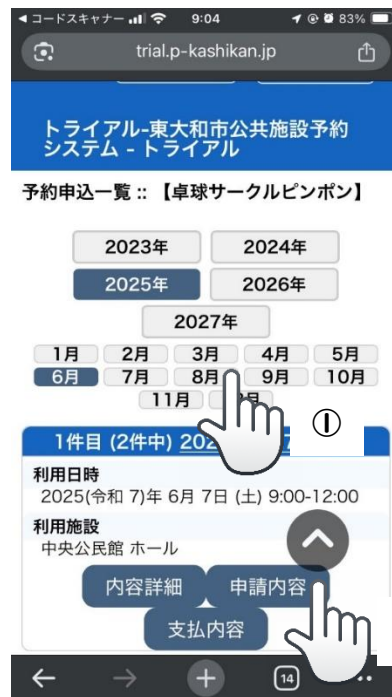 コードスキャナー 9:04 83%
trial.p-kashikan.jp
トライアル-東大和市公共施設予約
システム - トライアル
予約申込一覧 :: 【卓球サークルピンポン】
2023年 2024年
2025年 2026年
2027年
1月 2月 3月 4月 5月
6月 7月 8月 9月 10月
11月
①
1件目 (2件中)
利用日時
2025(令和 7)年 6月 7日 (土) 9:00-12:00
利用施設
中央公民館 ホール
内容詳細 申請内容
支払内容
14